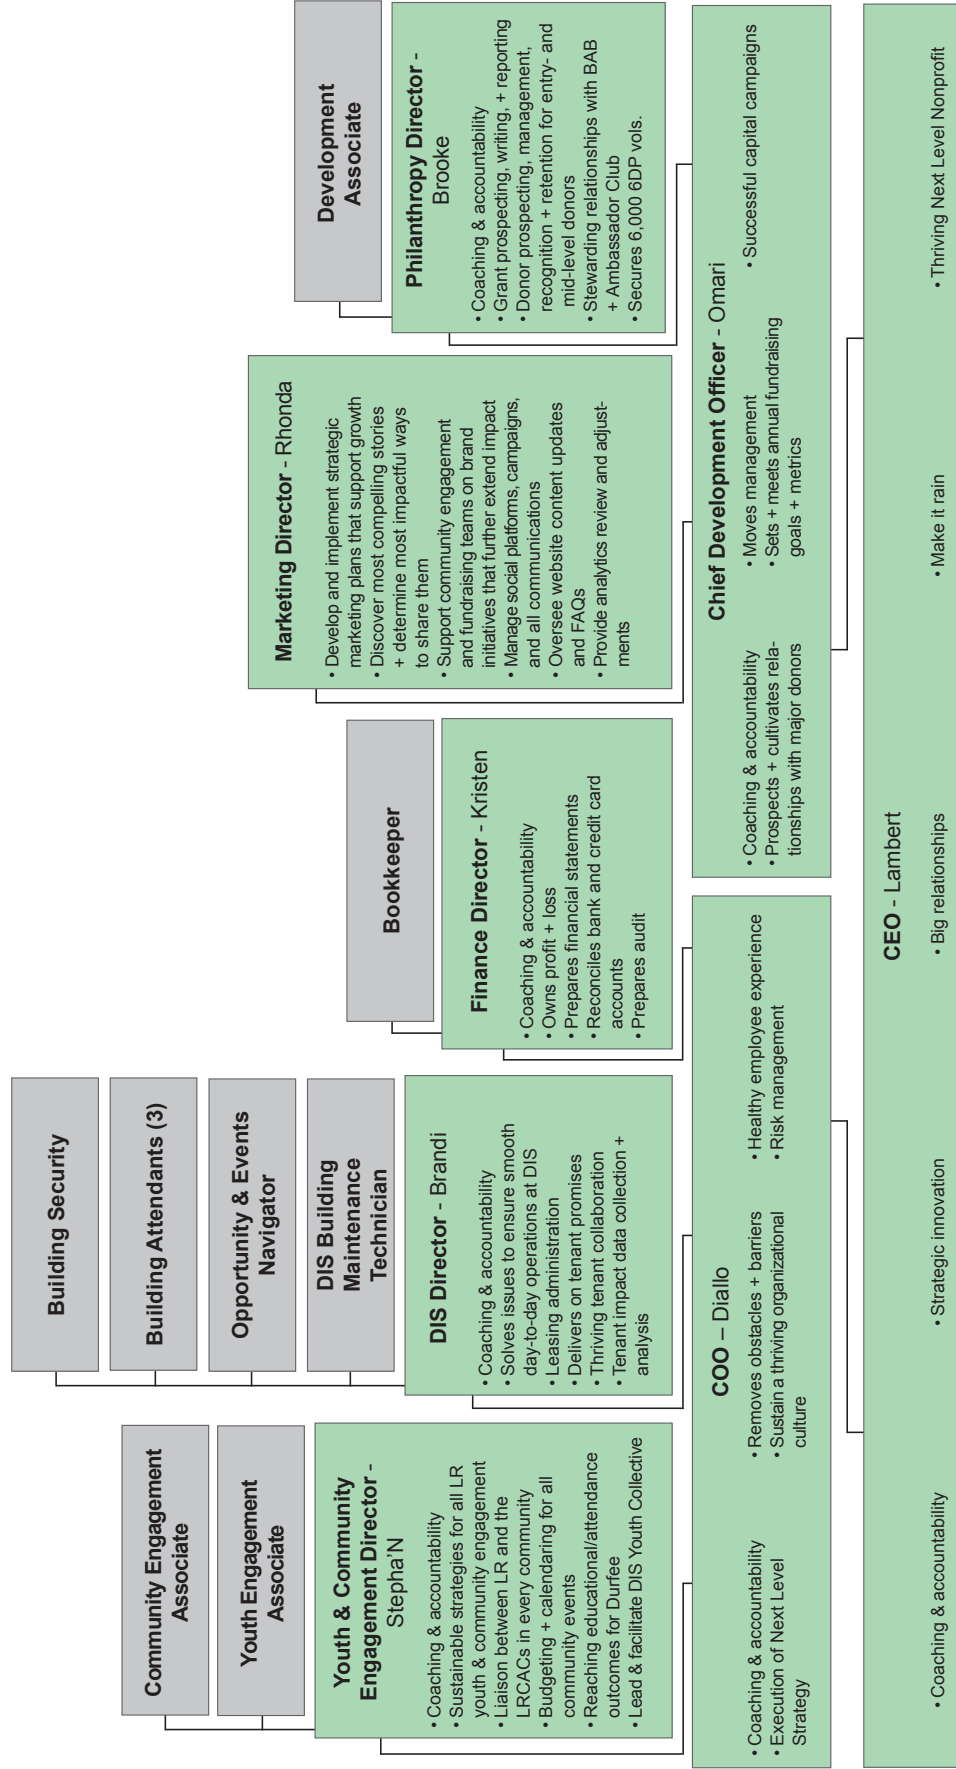 Building Security
Building Attendants (3)
Opportunity & Events
Navigator
DIS Building
Maintenance
Technician
Community Engagement
Associate
Youth Engagement
Associate
Bookkeeper
Development
Associate
Youth & Community
Engagement Director -
Stepha'N
• Coaching & accountability
• Sustainable strategies for all LR
youth & community engagement
• Liaison between LR and the
LRCACs in every community
• Budgeting + calendaring for all
community events
• Reaching educational/attendance
outcomes for Durfee
• Lead & facilitate DIS Youth Collective
DIS Director - Brandi
• Coaching & accountability
• Solves issues to ensure smooth
day-to-day operations at DIS
• Leasing administration
• Delivers on tenant promises
• Thriving tenant collaboration
• Tenant impact data collection +
analysis
Finance Director - Kristen
• Coaching & accountability
• Owns profit + loss
• Prepares financial statements
• Reconciles bank and credit card
accounts
• Prepares audit
Marketing Director - Rhonda
• Develop and implement strategic
marketing plans that support growth
• Discover most compelling stories
+ determine most impactful ways
to share them
• Support community engagement
and fundraising teams on brand
initiatives that further extend impact
• Manage social platforms, campaigns,
and all communications
• Oversee website content updates
and FAQs
• Provide analytics review and adjust-
ments
Philanthropy Director -
Brooke
• Coaching & accountability
• Grant prospecting, writing, + reporting
• Donor prospecting, management,
recognition + retention for entry- and
mid-level donors
• Stewarding relationships with BAB
+ Ambassador Club
• Secures 6,000 6DP vols.
COO – Diallo
• Coaching & accountability
• Execution of Next Level
Strategy
• Removes obstacles + barriers
• Sustain a thriving organizational
culture
• Healthy employee experience
• Risk management
Chief Development Officer - Omari
• Coaching & accountability
• Prospects + cultivates rela-
tionships with major donors
• Moves management
• Sets + meets annual fundraising
goals + metrics
• Successful capital campaigns
CEO - Lambert
• Coaching & accountability
• Strategic innovation
• Big relationships
• Make it rain
• Thriving Next Level Nonprofit